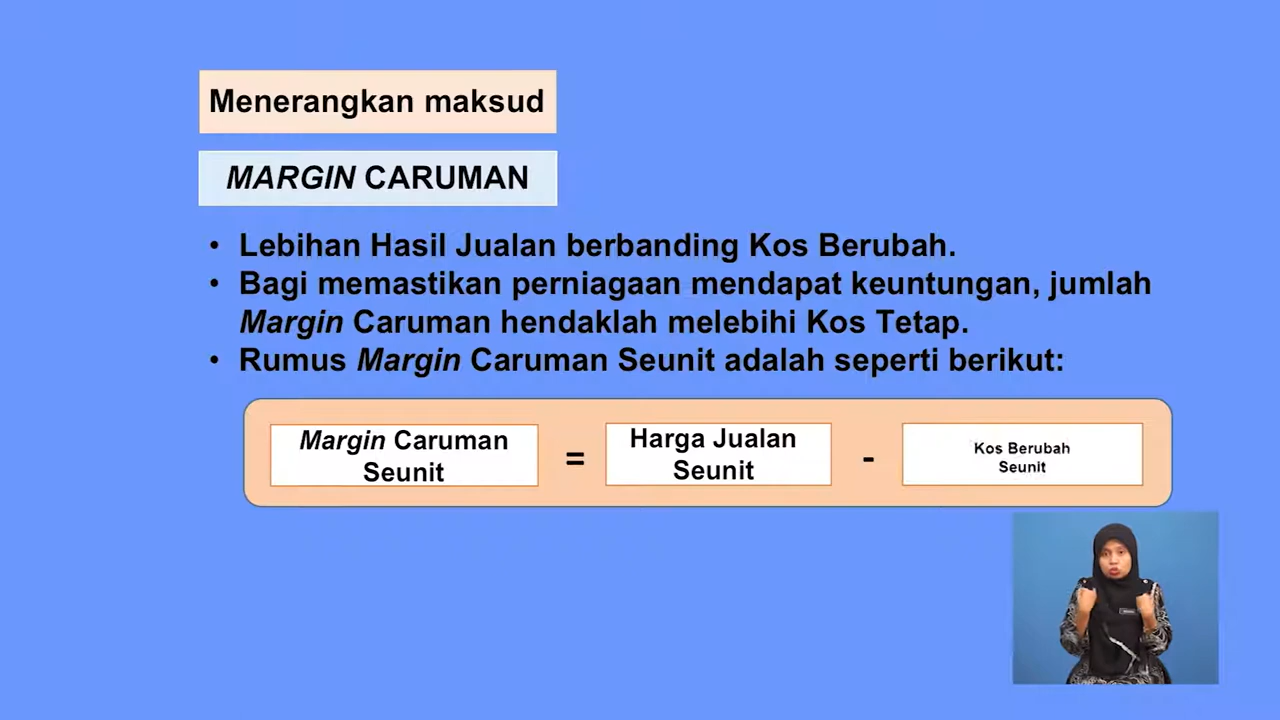 Menerangkan maksud
MARGIN CARUMAN
• Lebihan Hasil Jualan berbanding Kos Berubah.
• Bagi memastikan perniagaan mendapat keuntungan, jumlah
Margin Caruman hendaklah melebihi Kos Tetap.
• Rumus Margin Caruman Seunit adalah seperti berikut:
Margin Caruman
Seunit
=
Harga Jualan
Seunit
-
Kos Berubah
Seunit